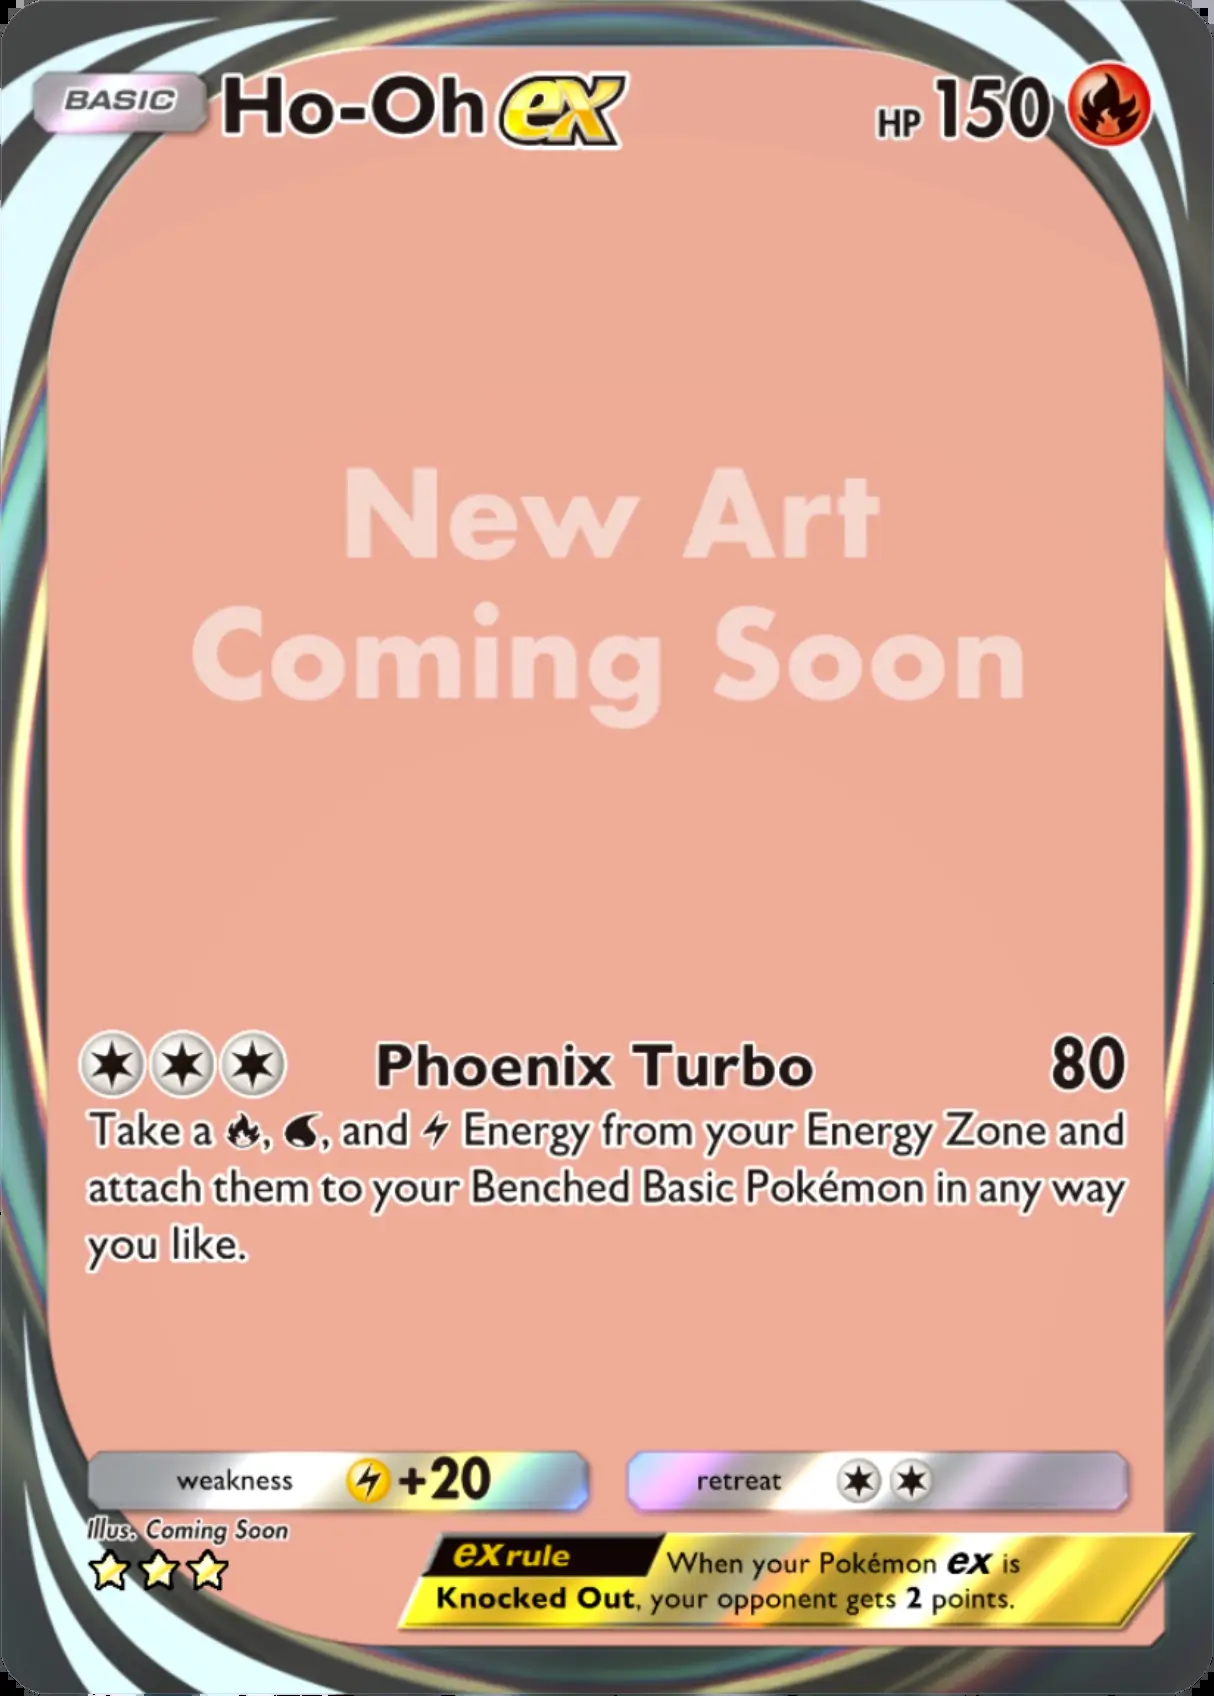 BASIC Ho-Oh ex HP 150
New Art
Coming Soon
Phoenix Turbo 80
Take a , , and Energy from your Energy Zone and
attach them to your Benched Basic Pokémon in any way
you like.
weakness +20 retreat
Illus. Coming Soon
ex rule When your Pokémon ex is
Knocked Out, your opponent gets 2 points.